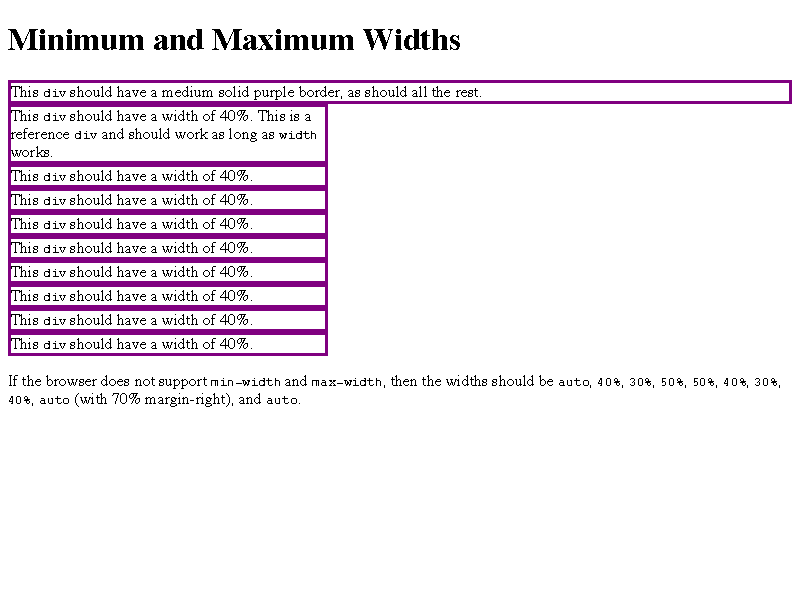 Minimum and Maximum Widths
This div should have a medium solid purple border, as should all the rest.
This div should have a width of 40%. This is a
reference div and should work as long as width
works.
This div should have a width of 40%.
This div should have a width of 40%.
This div should have a width of 40%.
This div should have a width of 40%.
This div should have a width of 40%.
This div should have a width of 40%.
This div should have a width of 40%.
This div should have a width of 40%.
If the browser does not support min-width and max-width, then the widths should be auto, 40%, 30%, 50%, 50%, 40%, 30%,
40%, auto (with 70% margin-right), and auto.